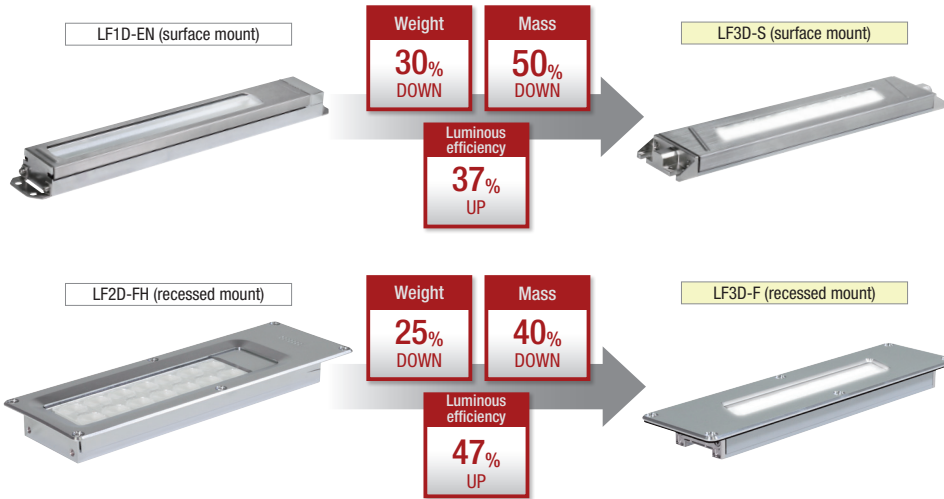 LF1D-EN (surface mount)
Weight
30%
DOWN
Mass
50%
DOWN
Luminous
efficiency
37%
UP
LF3D-S (surface mount)
LF2D-FH (recessed mount)
Weight
25%
DOWN
Mass
40%
DOWN
Luminous
efficiency
47%
UP
LF3D-F (recessed mount)